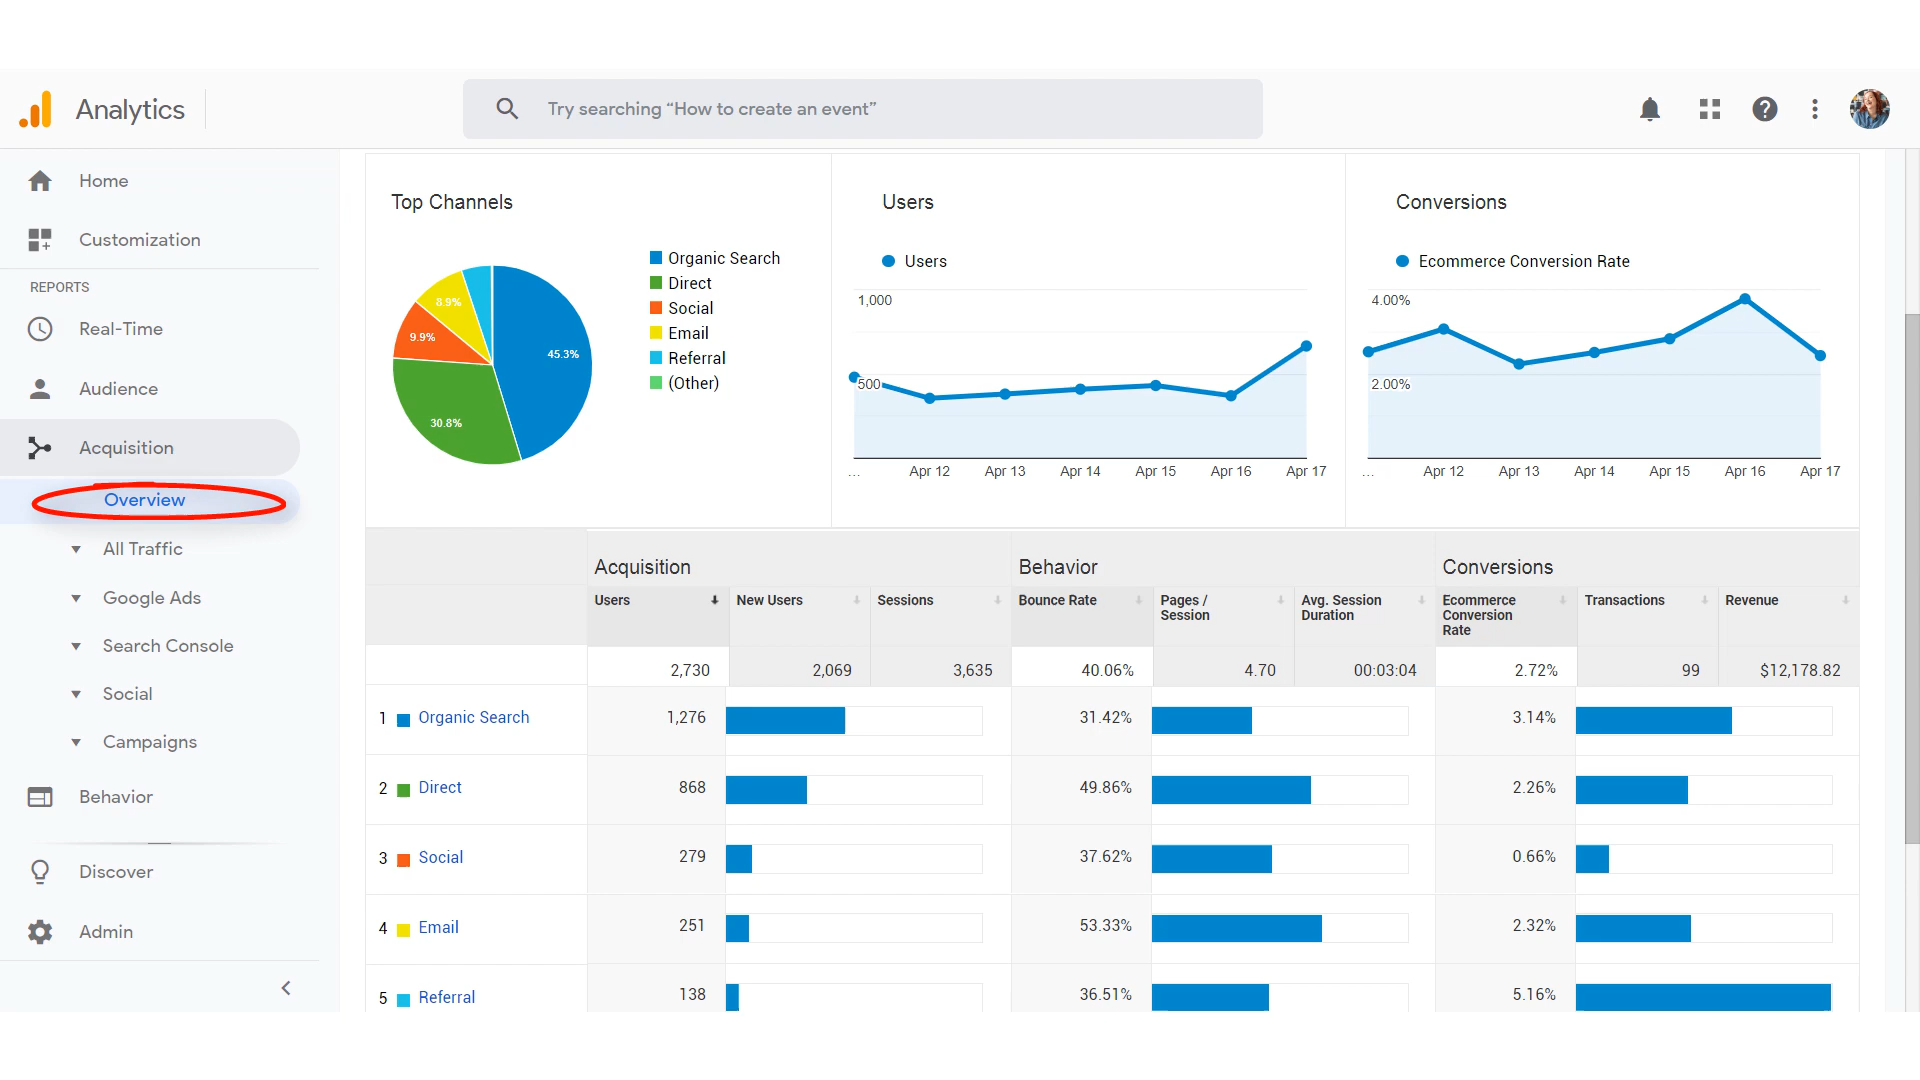 Analytics
Try searching “How to create an event”
Home
Customization
REPORTS
Real-Time
Audience
Acquisition
Overview
All Traffic
Google Ads
Search Console
Social
Campaigns
Behavior
Discover
Admin
Top Channels
45.3%
30.8%
9.9%
8.9%
Organic Search
Direct
Social
Email
Referral
(Other)
Users
Users
1,000
500
... Apr 12 Apr 13 Apr 14 Apr 15 Apr 16 Apr 17
Conversions
Ecommerce Conversion Rate
4.00%
2.00%
... Apr 12 Apr 13 Apr 14 Apr 15 Apr 16 Apr 17
Acquisition Behavior Conversions
Users New Users Sessions Bounce Rate Pages / Session Avg. Session Duration Ecommerce Conversion Rate Transactions Revenue
2,730 2,069 3,635 40.06% 4.70 00:03:04 2.72% 99 $12,178.82
1 Organic Search 1,276 31.42% 3.14%
2 Direct 868 49.86% 2.26%
3 Social 279 37.62% 0.66%
4 Email 251 53.33% 2.32%
5 Referral 138 36.51% 5.16%